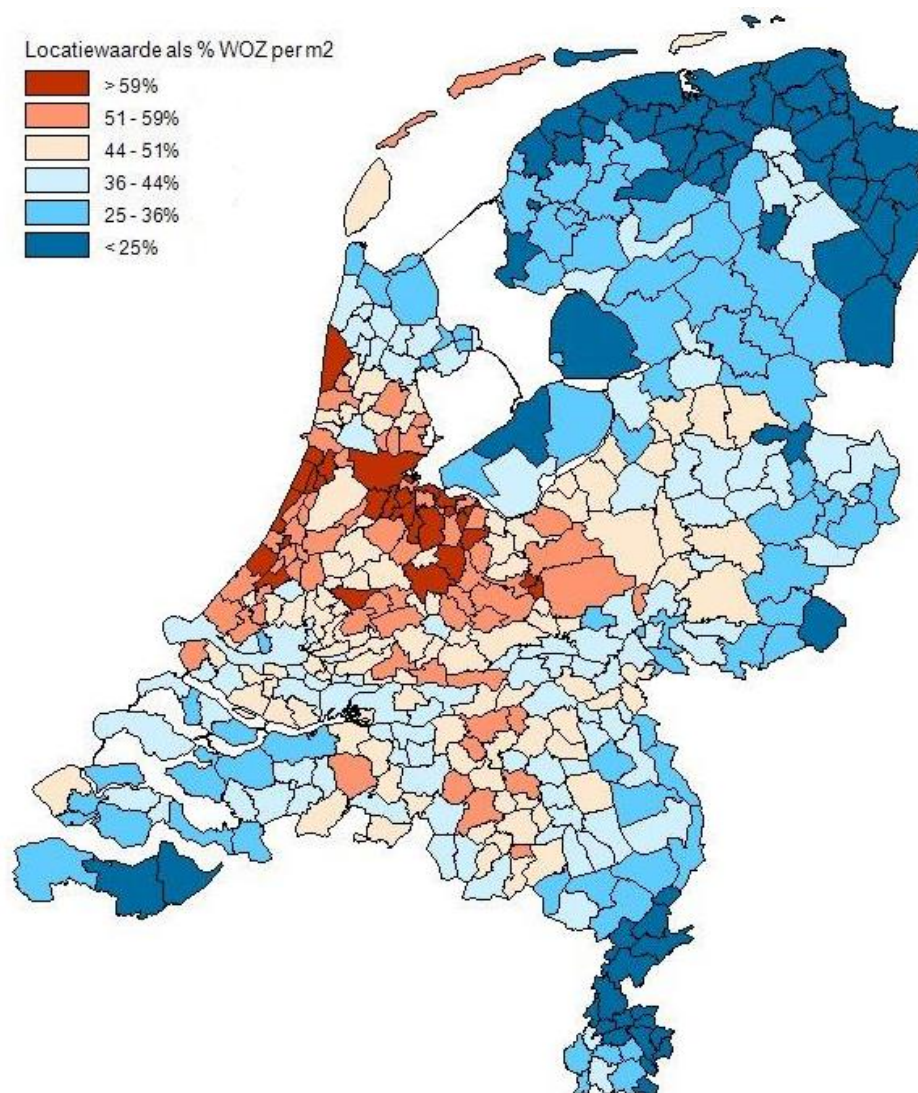 Locatiewaarde als % WOZ per m2
> 59%
51 - 59%
44 - 51%
36 - 44%
25 - 36%
< 25%